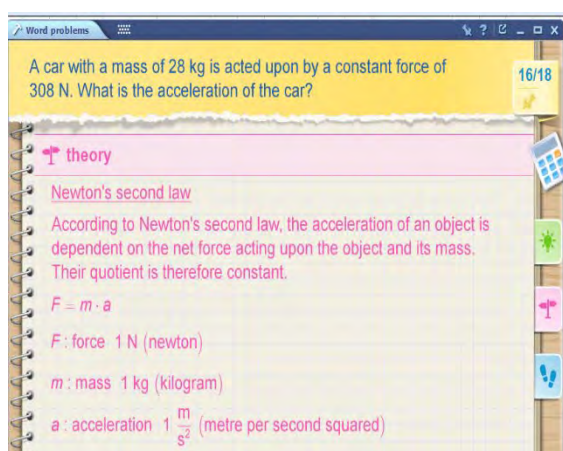 Word problems
A car with a mass of 28 kg is acted upon by a constant force of
308 N. What is the acceleration of the car?
16/18
theory
Newton's second law
According to Newton's second law, the acceleration of an object is
dependent on the net force acting upon the object and its mass.
Their quotient is therefore constant.
F = m · a
F : force 1 N (newton)
m : mass 1 kg (kilogram)
a : acceleration 1 m/s² (metre per second squared)